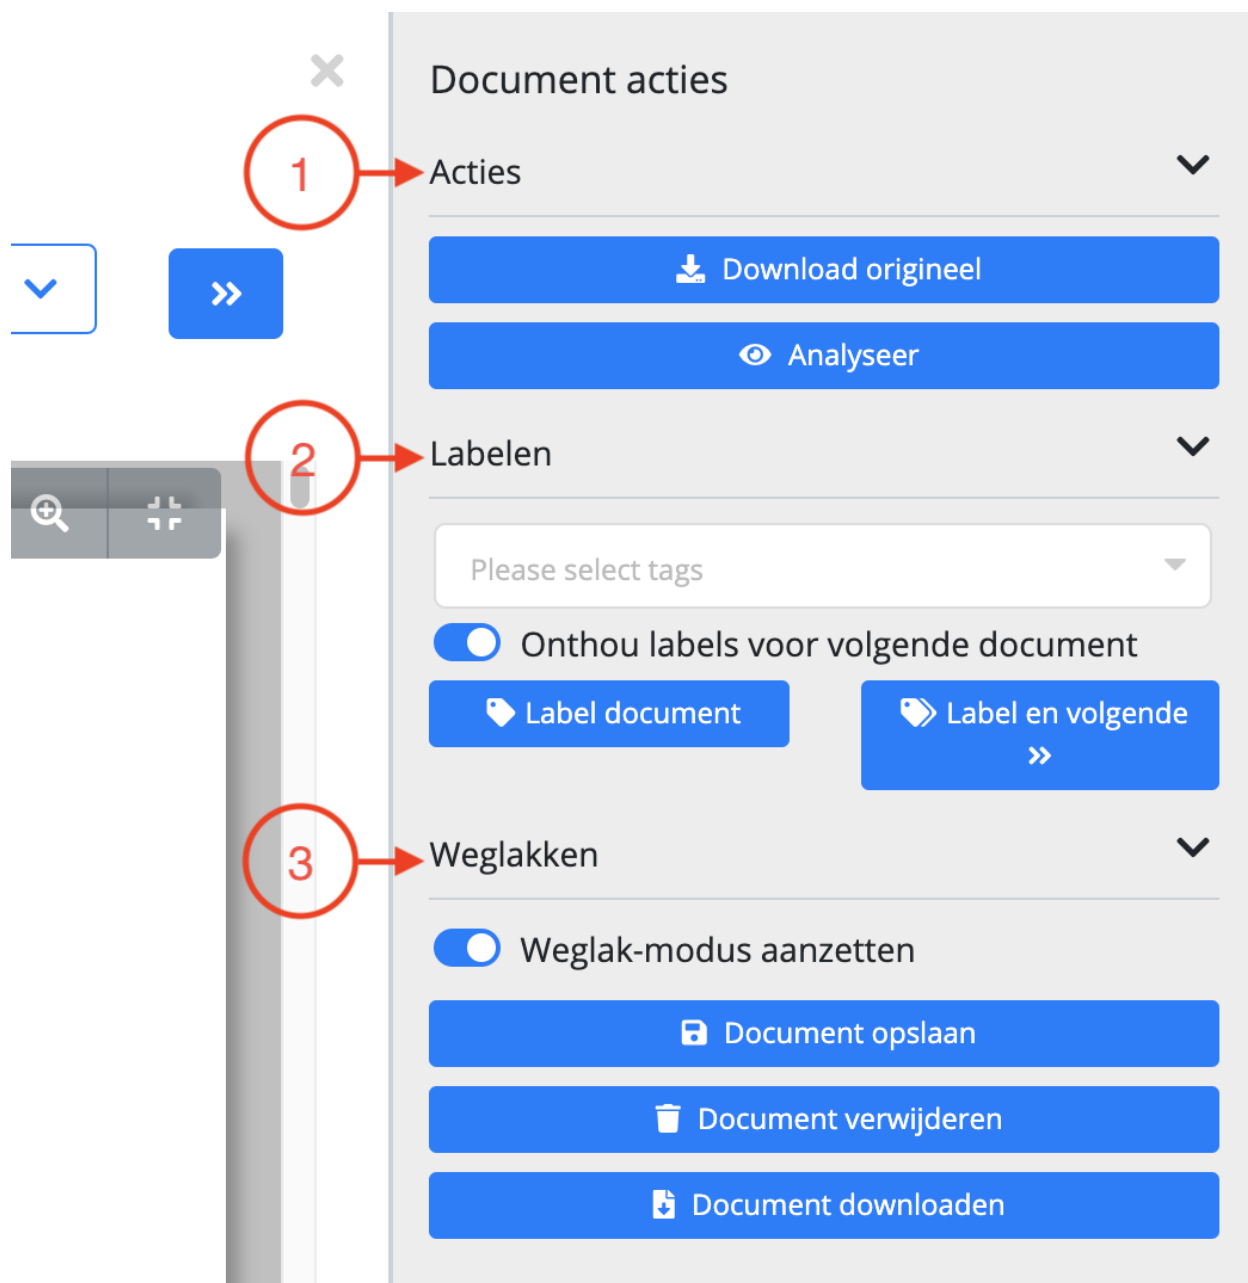 Document acties
1
Acties
Download origineel
Analyseer
2
Labelen
Please select tags
Onthou labels voor volgende document
Label document
Label en volgende
3
Weglakken
Weglak-modus aanzetten
Document opslaan
Document verwijderen
Document downloaden